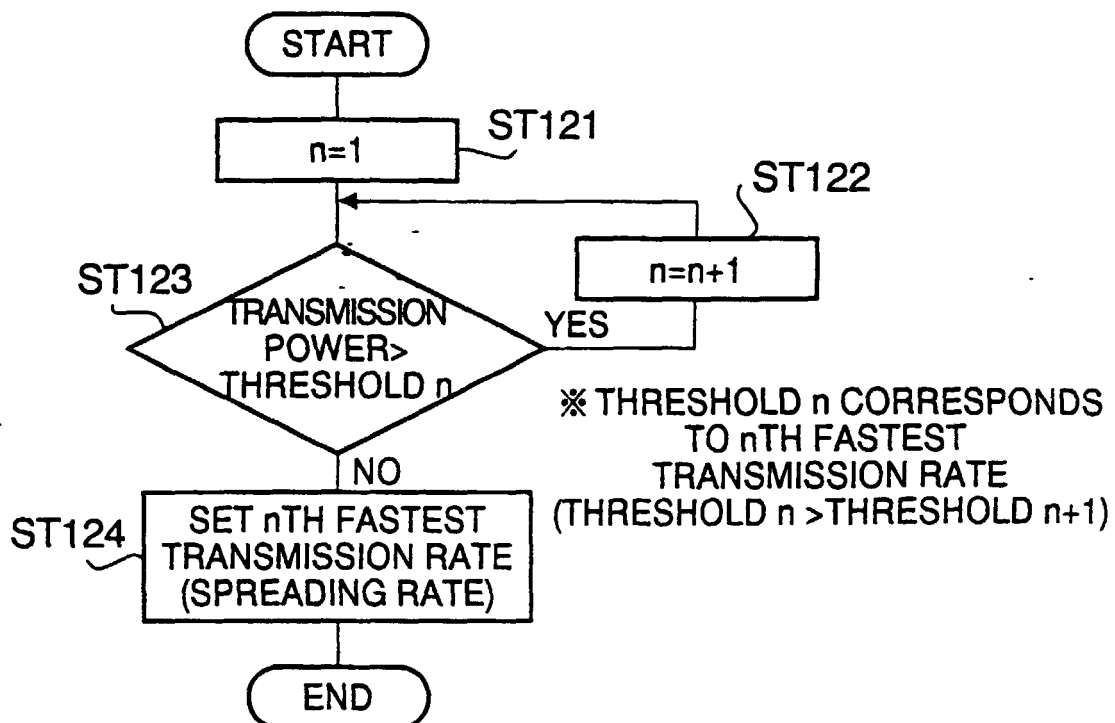 START
n=1
ST121
ST122
n=n+1
ST123
TRANSMISSION
POWER>
THRESHOLD n
YES
※ THRESHOLD n CORRESPONDS
TO nTH FASTEST
TRANSMISSION RATE
(THRESHOLD n >THRESHOLD n+1)
NO
ST124
SET nTH FASTEST
TRANSMISSION RATE
(SPREADING RATE)
END